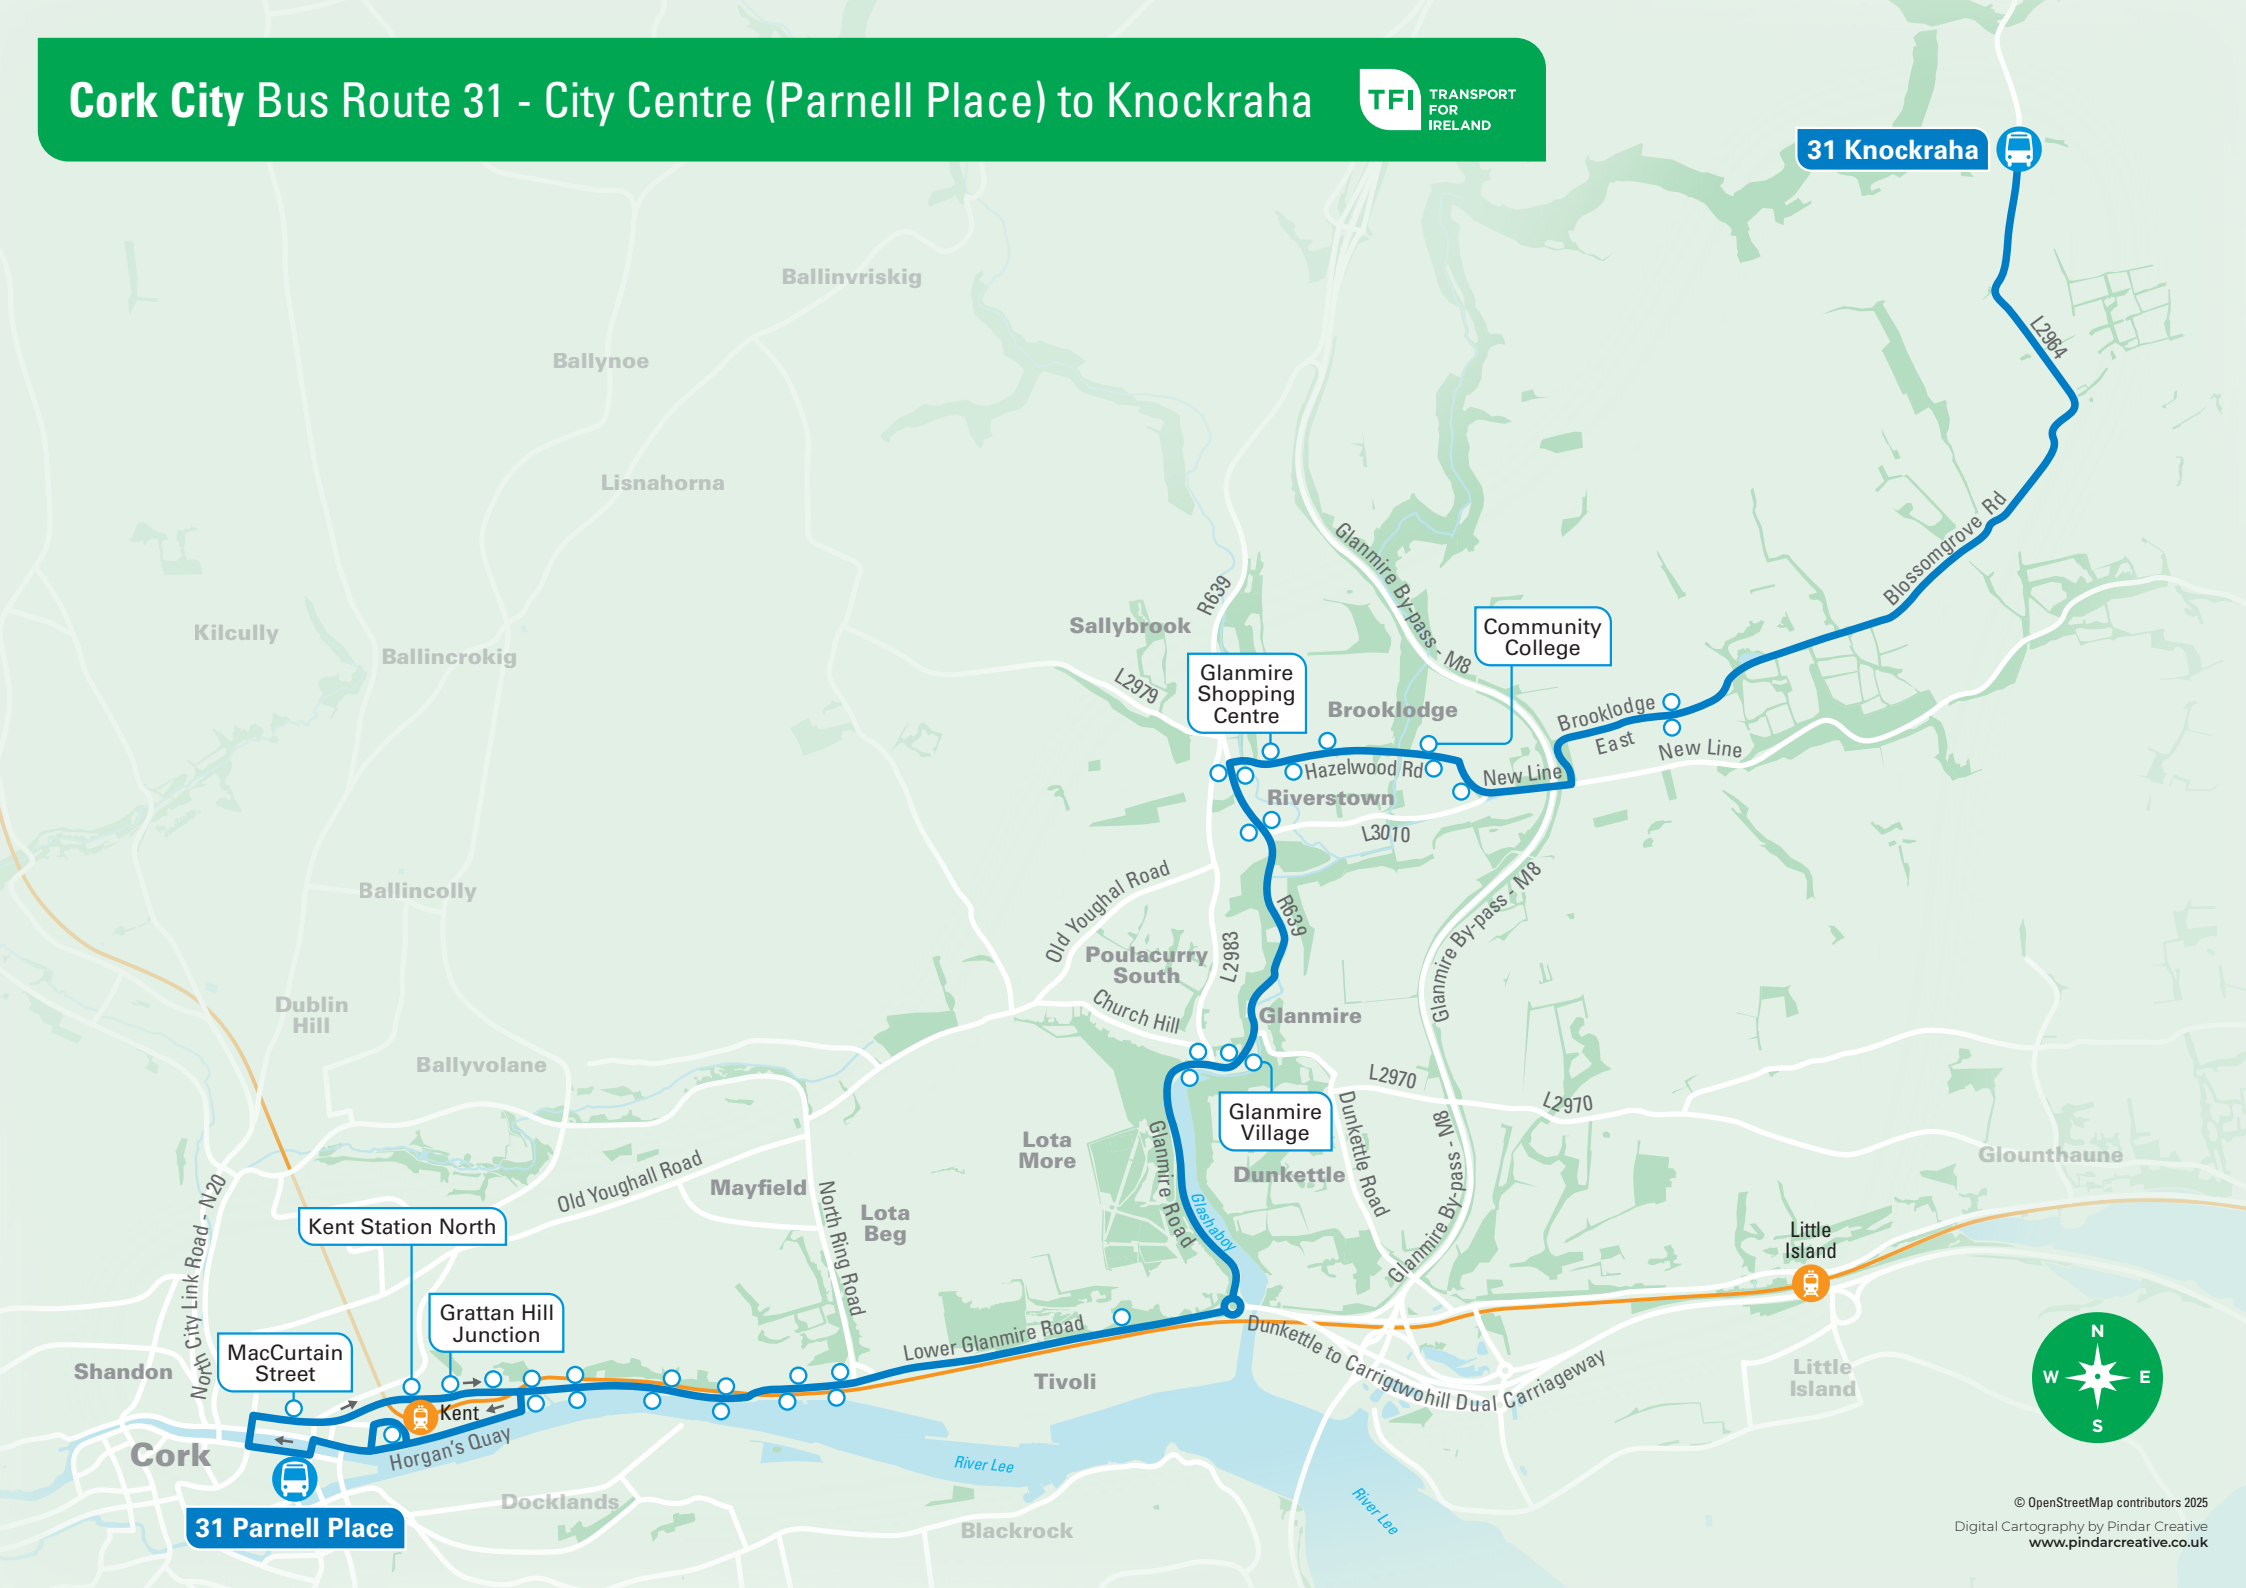 Cork City Bus Route 31 - City Centre (Parnell Place) to Knockraha
TFI
TRANSPORT
FOR
IRELAND
31 Knockraha
Ballinvriskig
L2964
Ballynoe
Lisnahorna
Blossomgrove Rd
Glanmire By-pass - M8
R639
Sallybrook
Kilcully
Ballincrokig
Community
College
Glanmire
Shopping
Centre
L2979
Brooklodge
Brooklodge
East
New Line
Hazelwood Rd
New Line
Riverstown
L3010
Old Youghal Road
Glanmire By-pass - M8
Ballincolly
R639
Poulacurry
South
L2983
Church Hill
Glanmire
Dublin
Hill
Ballyvolane
L2970
L2970
Glanmire
Village
Dunkettle Road
Glanmire By-pass - M8
Lota
More
Glanmire Road
Glashaboy
Dunkettle
Glounthaune
Old Youghall Road
Mayfield
North Ring Road
Lota
Beg
North City Link Road - N20
Kent Station North
Little
Island
Grattan Hill
Junction
MacCurtain
Street
Shandon
Lower Glanmire Road
Dunkettle to Carrigtwohill Dual Carriageway
Tivoli
Little
Island
N
W
E
S
Kent
Horgan's Quay
Cork
River Lee
River Lee
Docklands
Blackrock
31 Parnell Place
© OpenStreetMap contributors 2025
Digital Cartography by Pindar Creative
www.pindarcreative.co.uk